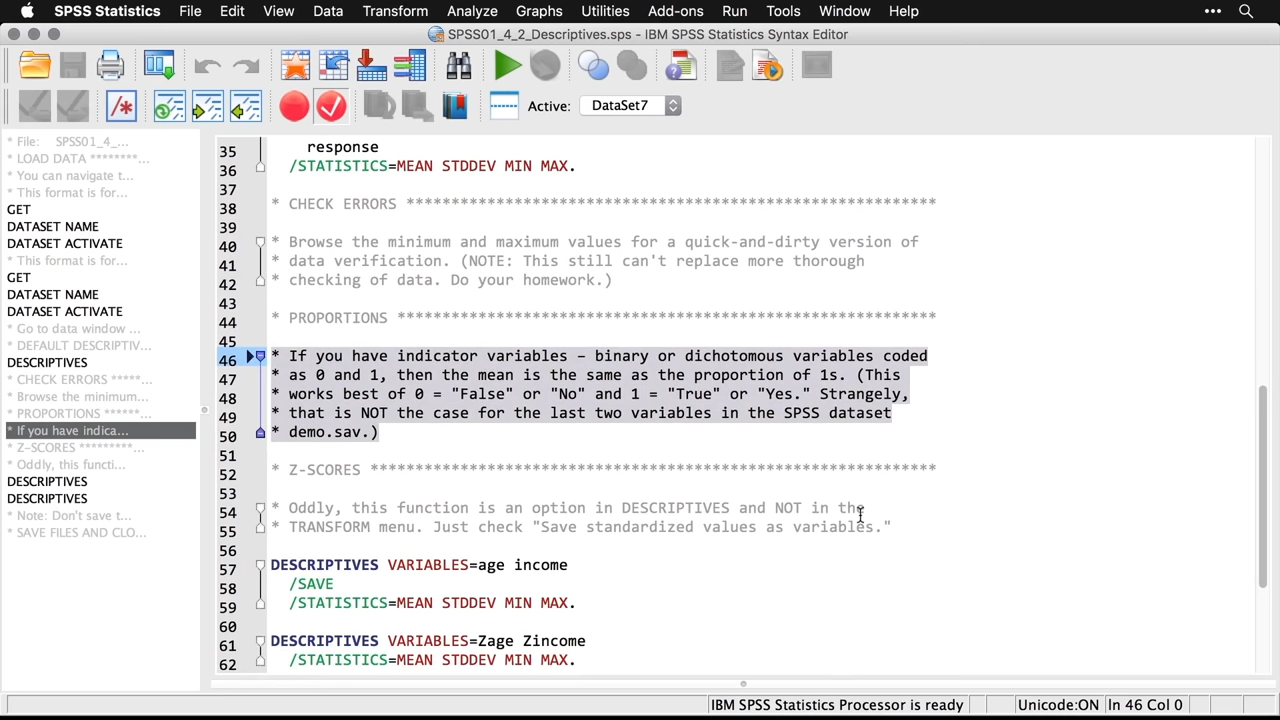 SPSS Statistics File Edit View Data Transform Analyze Graphs Utilities Add-ons Run Tools Window Help
SPSS01_4_2_Descriptives.sps - IBM SPSS Statistics Syntax Editor
Active: DataSet7
* File: SPSS01_4_...
* LOAD DATA ********...
* You can navigate t...
* This format is for...
GET
DATASET NAME
DATASET ACTIVATE
* This format is for...
GET
DATASET NAME
DATASET ACTIVATE
* Go to data window ...
* DEFAULT DESCRIPTIV...
DESCRIPTIVES
* CHECK ERRORS *****...
* Browse the minimum...
* PROPORTIONS ******...
* If you have indica...
* Z-SCORES *********...
* Oddly, this functi...
DESCRIPTIVES
DESCRIPTIVES
* Note: Don't save t...
* SAVE FILES AND CLO...
35 response
36 /STATISTICS=MEAN STDDEV MIN MAX.
37
38 * CHECK ERRORS ***********************************************************
39
40 * Browse the minimum and maximum values for a quick-and-dirty version of
41 * data verification. (NOTE: This still can't replace more thorough
42 * checking of data. Do your homework.)
43
44 * PROPORTIONS ************************************************************
45
46 * If you have indicator variables – binary or dichotomous variables coded
47 * as 0 and 1, then the mean is the same as the proportion of 1s. (This
48 * works best of 0 = "False" or "No" and 1 = "True" or "Yes." Strangely,
49 * that is NOT the case for the last two variables in the SPSS dataset
50 * demo.sav.)
51
52 * Z-SCORES ***************************************************************
53
54 * Oddly, this function is an option in DESCRIPTIVES and NOT in the
55 * TRANSFORM menu. Just check "Save standardized values as variables."
56
57 DESCRIPTIVES VARIABLES=age income
58 /SAVE
59 /STATISTICS=MEAN STDDEV MIN MAX.
60
61 DESCRIPTIVES VARIABLES=Zage Zincome
62 /STATISTICS=MEAN STDDEV MIN MAX.
IBM SPSS Statistics Processor is ready Unicode:ON In 46 Col 0